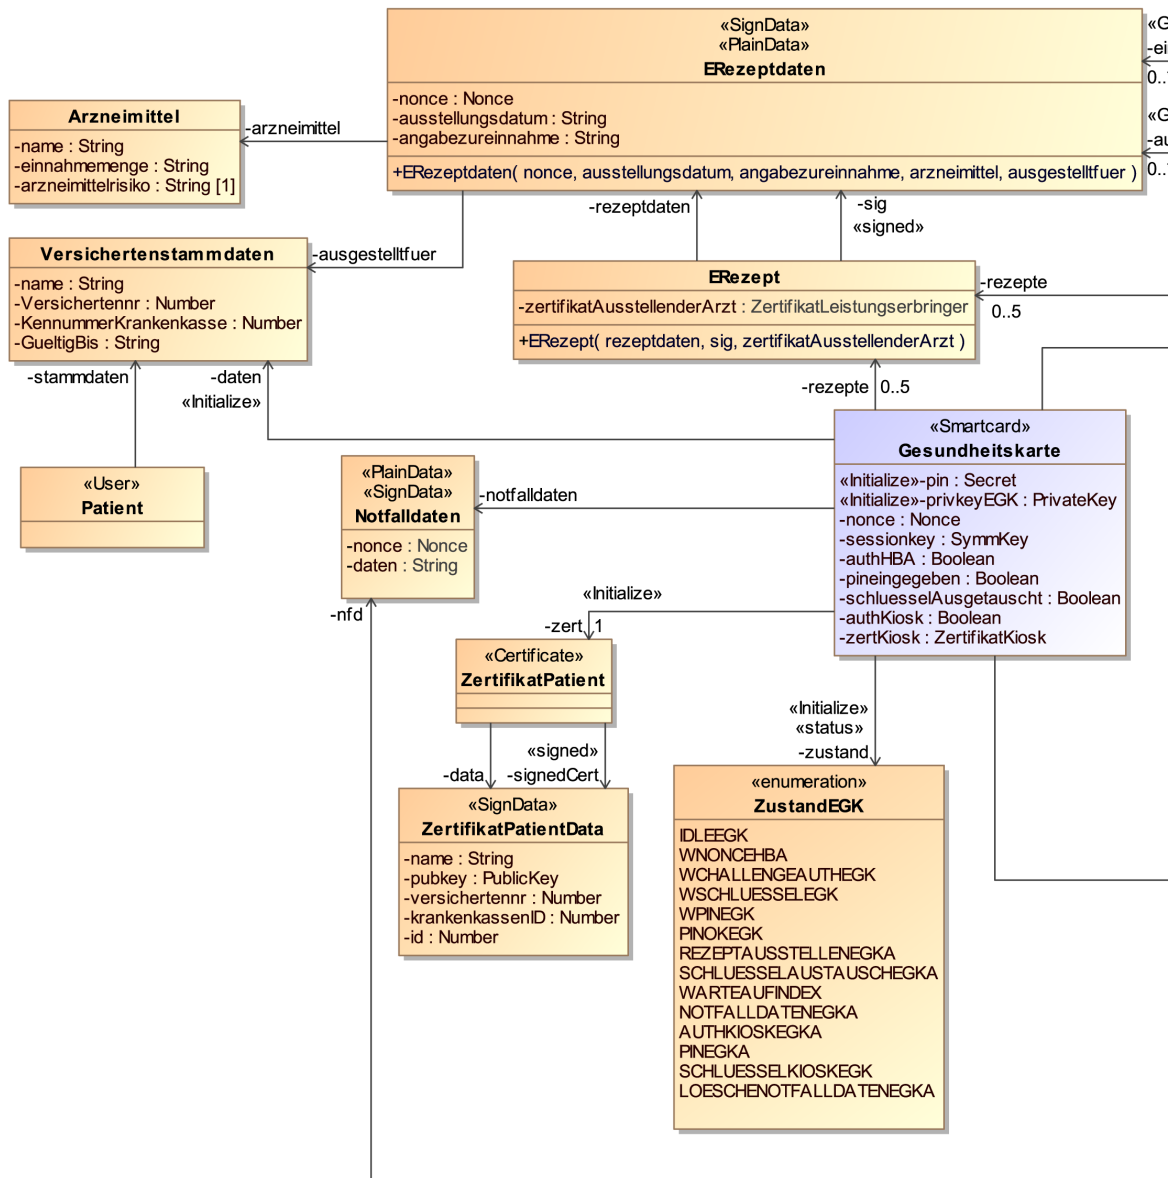 «SignData»
«PlainData»
ERezeptdaten
-nonce : Nonce
-ausstellungsdatum : String
-angabezureinnahme : String
+ERezeptdaten( nonce, ausstellungsdatum, angabezureinnahme, arzneimittel, ausgestelltfuer )
0..
0..
Arzneimittel
-name : String
-einnahmemenge : String
-arzneimittelrisiko : String [1]
-arzneimittel
-rezeptdaten
-sig
«signed»
Versichertenstammdaten
-name : String
-Versichertennr : Number
-KennummerKrankenkasse : Number
-GueltigBis : String
-ausgestelltfuer
ERezept
-zertifikatAusstellenderArzt : ZertifikatLeistungserbringer
+ERezept( rezeptdaten, sig, zertifikatAusstellenderArzt )
-rezepte
0..5
-stammdaten
-daten
«Initialize»
-rezepte
0..5
«User»
Patient
«PlainData»
«SignData»
Notfalldaten
-nonce : Nonce
-daten : String
-notfalldaten
«Smartcard»
Gesundheitskarte
«Initialize»-pin : Secret
«Initialize»-privkeyEGK : PrivateKey
-nonce : Nonce
-sessionkey : SymmKey
-authHBA : Boolean
-pineingegeben : Boolean
-schluesselAusgetauscht : Boolean
-authKiosk : Boolean
-zertKiosk : ZertifikatKiosk
-nfd
«Initialize»
-zert
1
«Certificate»
ZertifikatPatient
«Initialize»
«status»
-zustand
-data
«signed»
-signedCert
«SignData»
ZertifikatPatientData
-name : String
-pubkey : PublicKey
-versichertennr : Number
-krankenkassenID : Number
-id : Number
«enumeration»
ZustandEGK
IDLEEGK
WNONCEHBA
WCHALLENGEAUTHEGK
WSCHLUESSELEGK
WPINEGK
PINOKEGK
REZEPTAUSSTELLENEGKA
SCHLUESSELAUSTAUSCHEGKA
WARTEAUFINDEX
NOTFALLDATENEGKA
AUTHKIOSKEGKA
PINEGKA
SCHLUESSELKIOSKEGK
LOESCHENOTFALLDATENEGKA